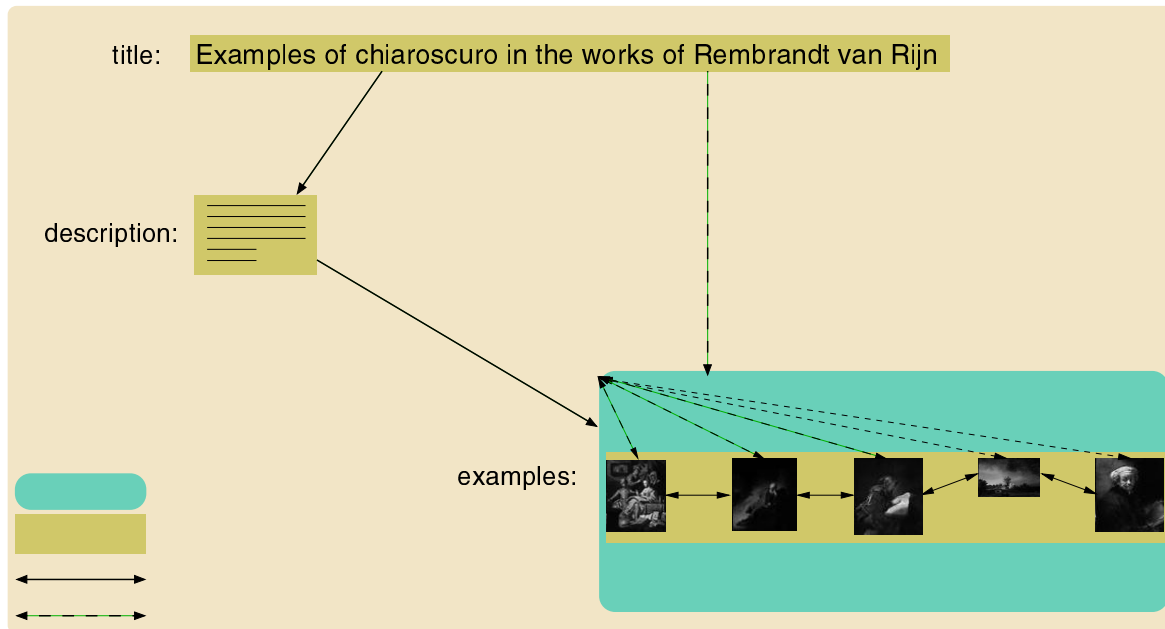 title: Examples of chiaroscuro in the works of Rembrandt van Rijn
description:
examples: